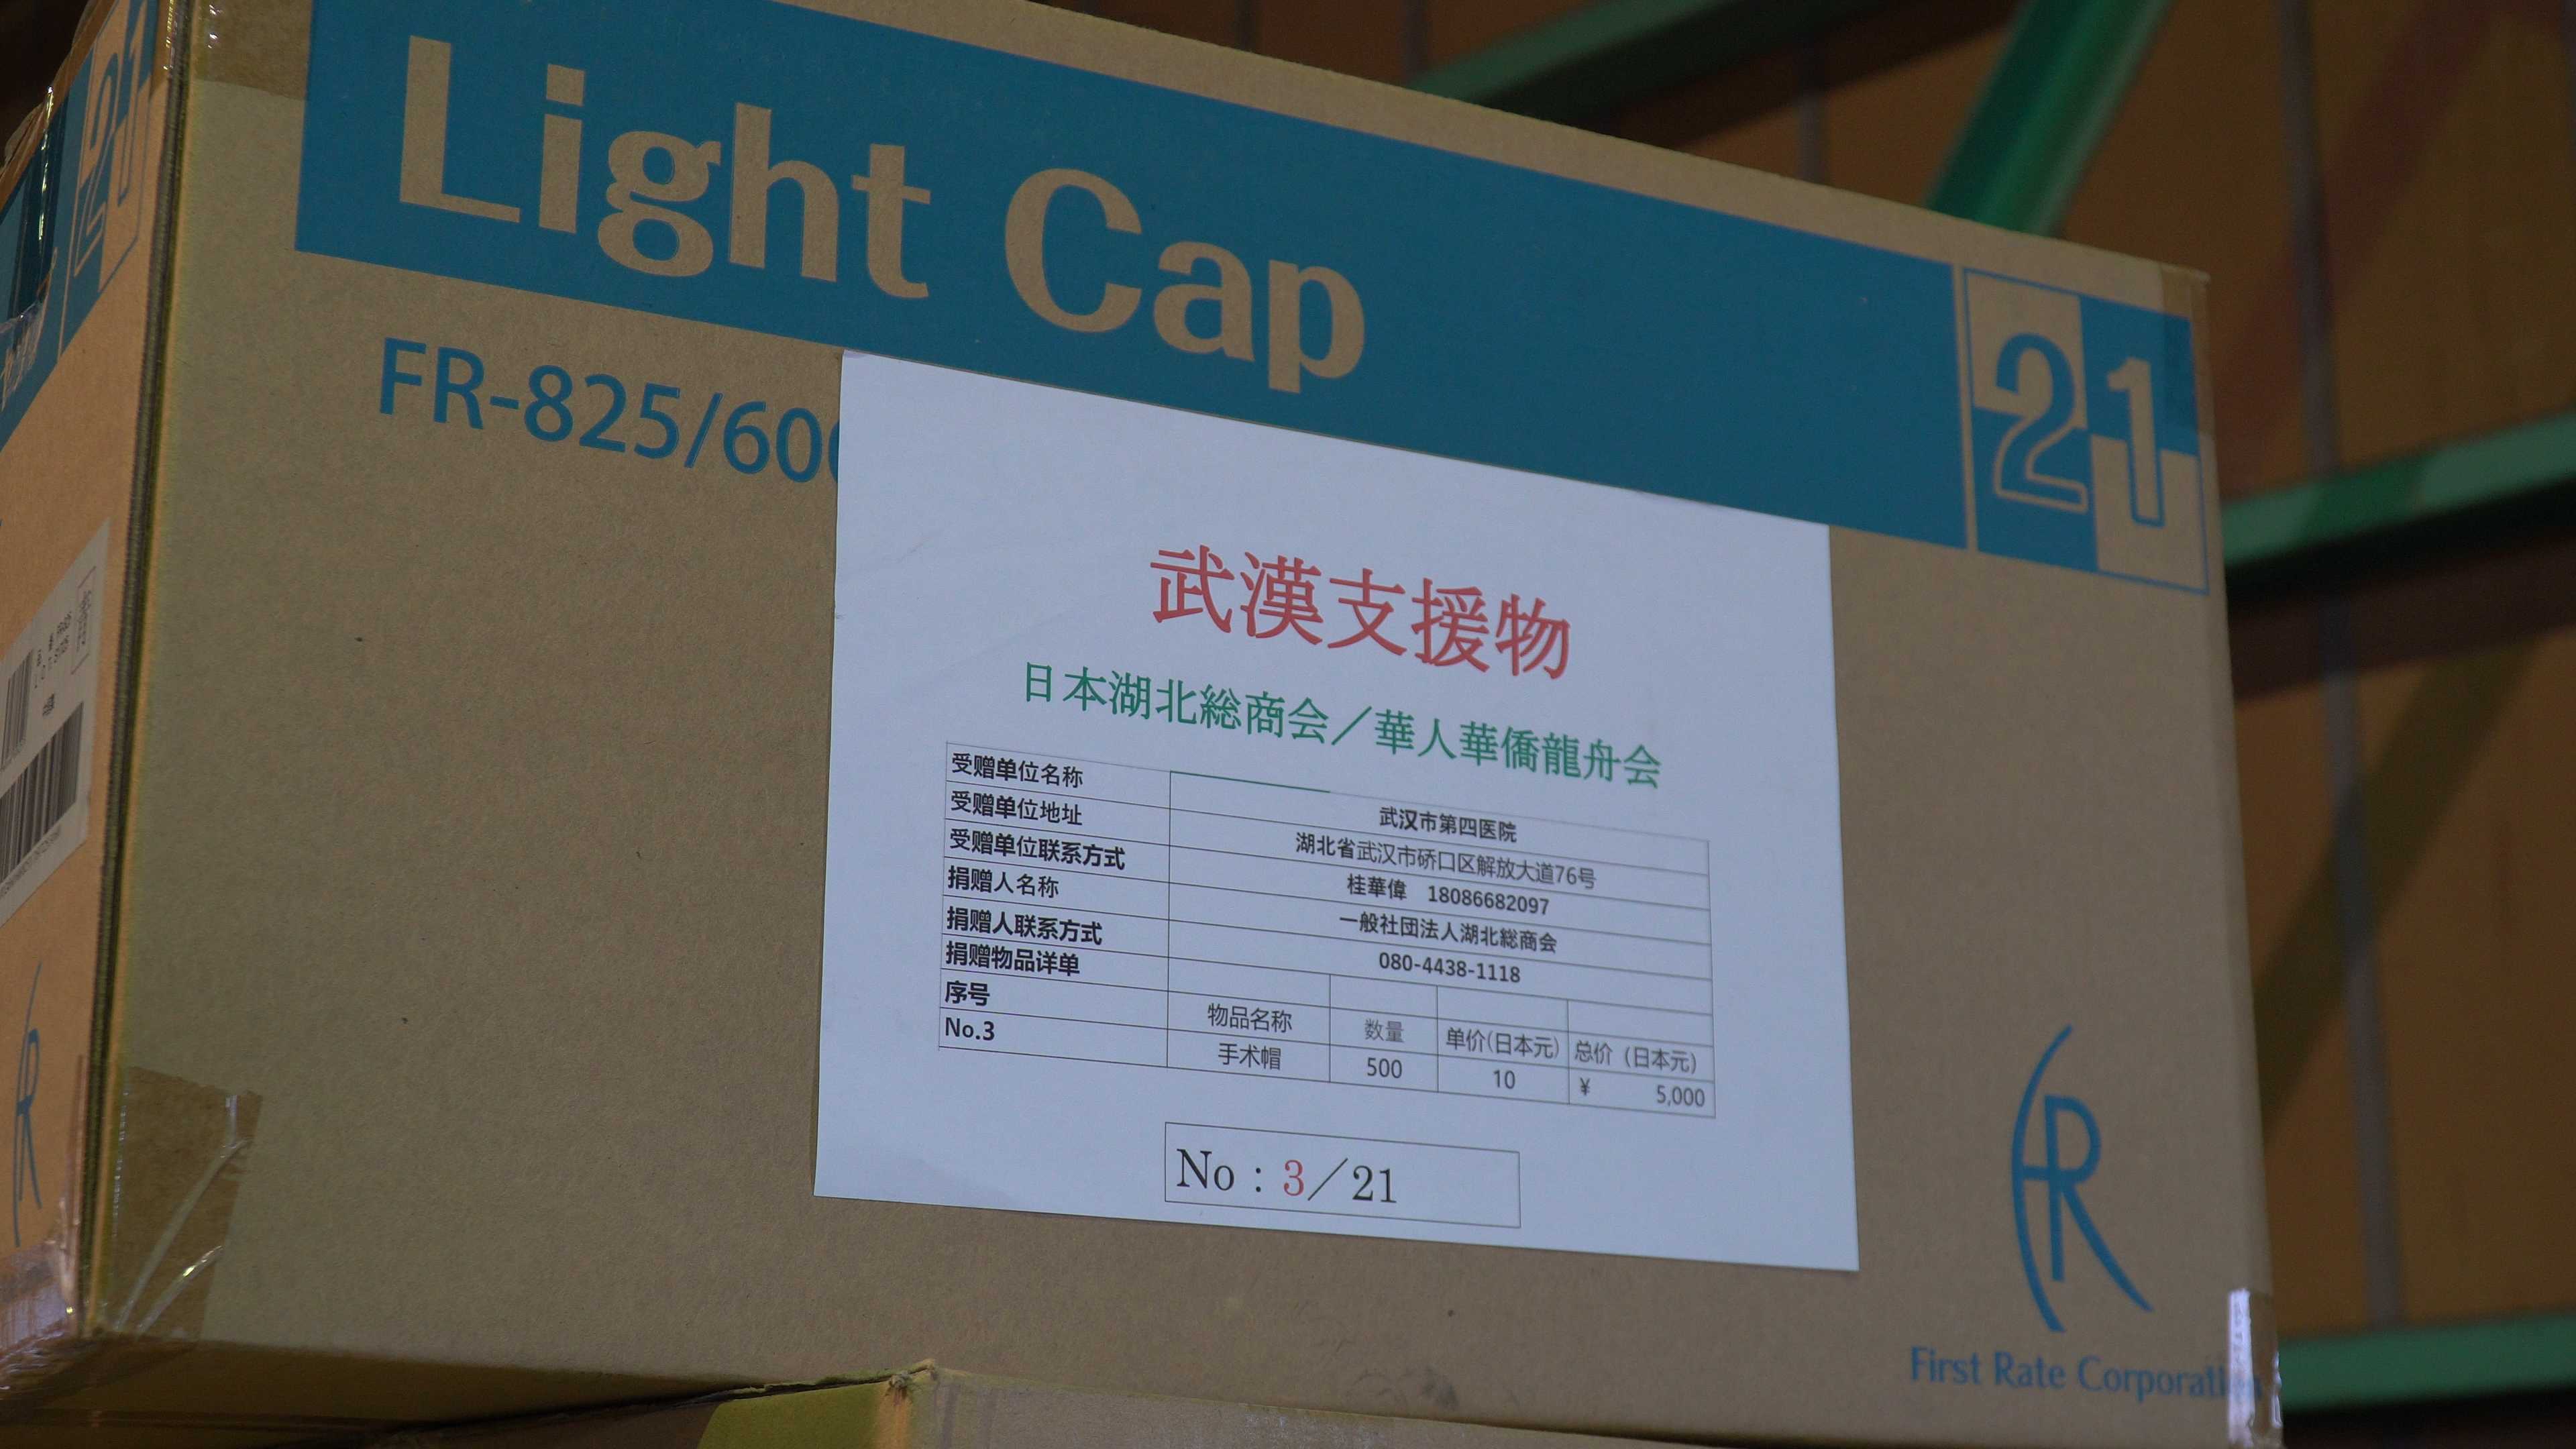 Light Cap
21
FR-825/60
武漢支援物
日本湖北総商会／華人華僑龍舟会
受赠单位名称 武汉市第四医院
受赠单位地址 湖北省武汉市硚口区解放大道76号
受赠单位联系方式 桂華偉 18086682097
捐赠人名称 一般社団法人湖北総商会
捐赠人联系方式 080-4438-1118
捐赠物品详单
序号 物品名称 数量 单价(日本元) 总价（日本元）
No.3 手术帽 500 10 ¥ 5,000
No：3／21
First Rate Corporation
21